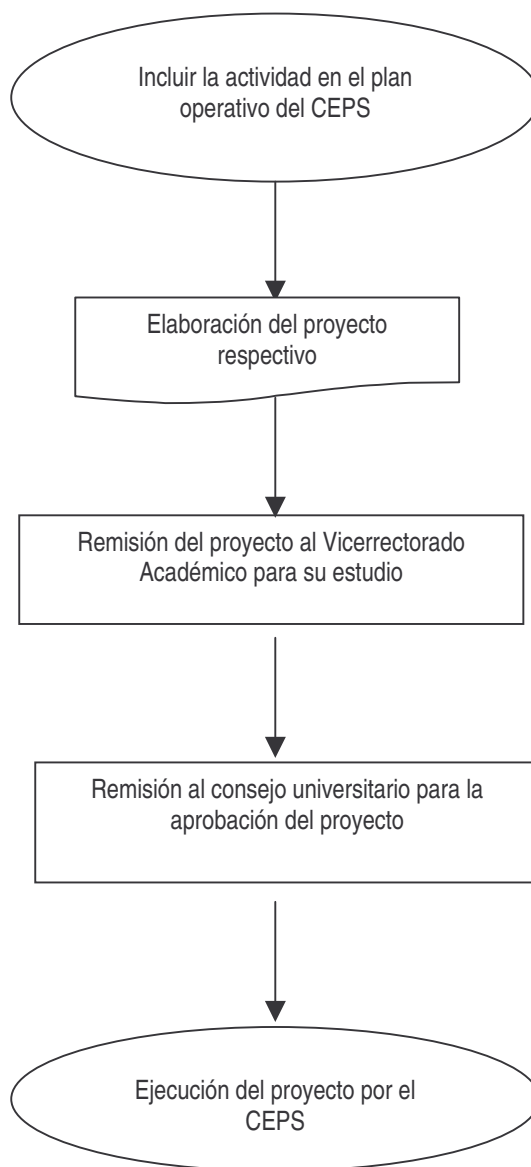 Incluir la actividad en el plan
operativo del CEPS
Elaboración del proyecto
respectivo
Remisión del proyecto al Vicerrectorado
Académico para su estudio
Remisión al consejo universitario para la
aprobación del proyecto
Ejecución del proyecto por el
CEPS